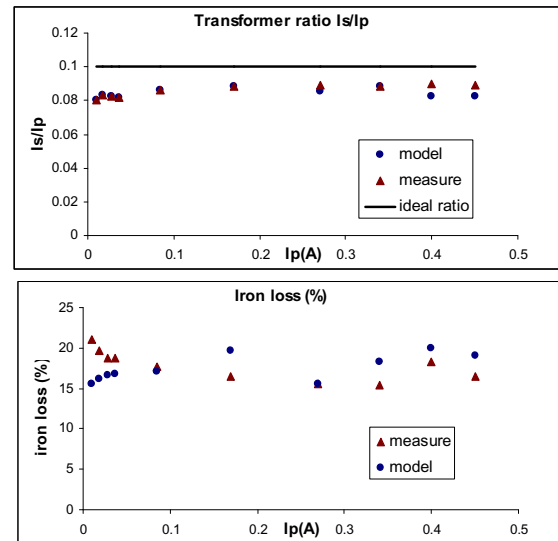 Transformer ratio Is/Ip
0.12
0.1
0.08
0.06
0.04
0.02
0
Is/Ip
model
measure
ideal ratio
0 0.1 0.2 0.3 0.4 0.5
Ip(A)
Iron loss (%)
25
20
15
10
5
0
iron loss (%)
measure
model
0 0.1 0.2 0.3 0.4 0.5
Ip(A)